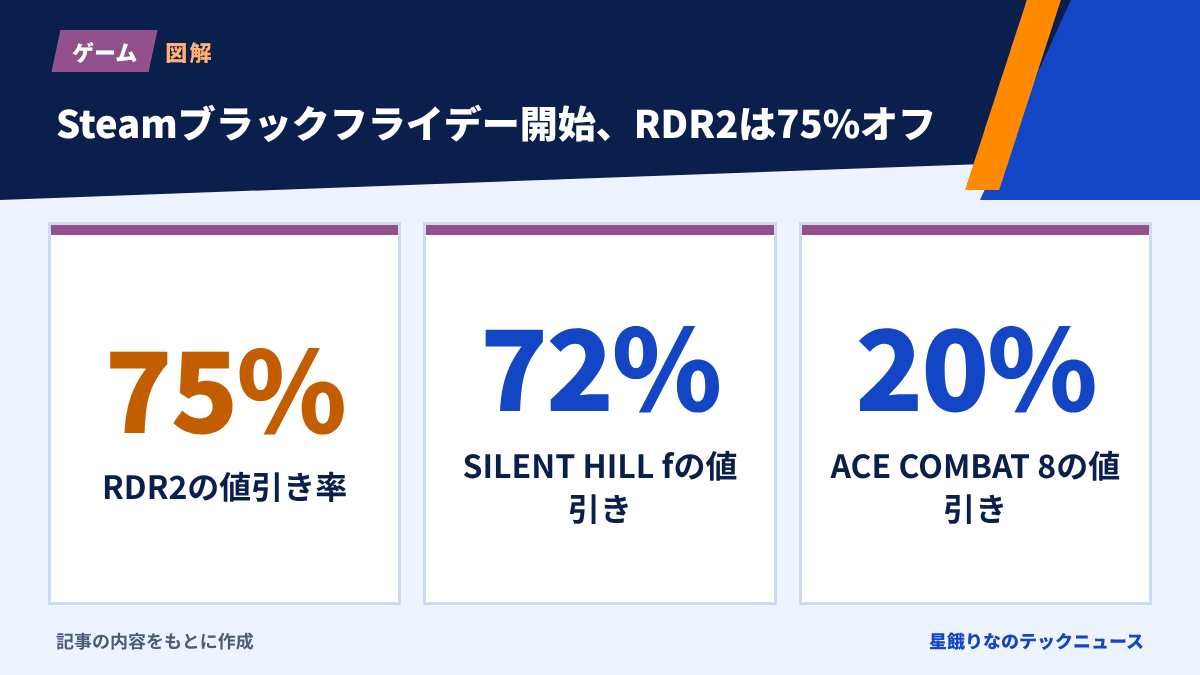 ゲーム 図解
Steamブラックフライデー開始、RDR2は75%オフ
75%
RDR2の値引き率
72%
SILENT HILL fの値
引き
20%
ACE COMBAT 8の値
引き
記事の内容をもとに作成
星餓りなのテックニュース